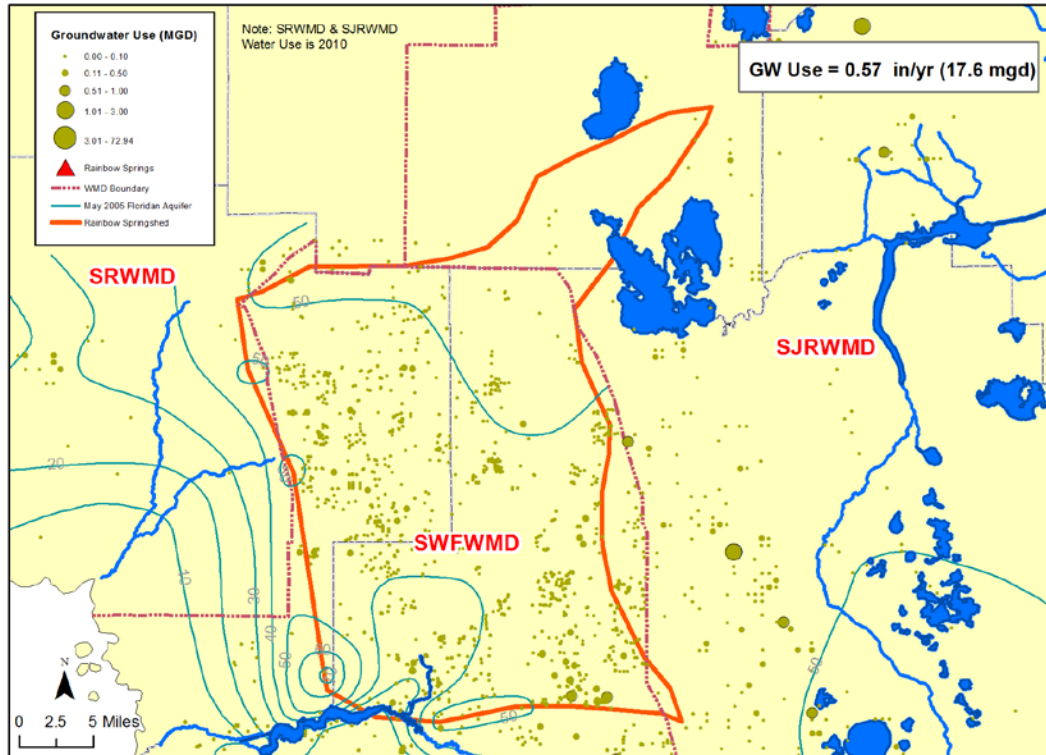 Groundwater Use (MGD)
0.00 - 0.10
0.11 - 0.50
0.51 - 1.00
1.01 - 3.00
3.01 - 72.94
Rainbow Springs
WMD Boundary
May 2005 Floridan Aquifer
Rainbow Springshed
Note: SRWMD & SJRWMD
Water Use is 2010
GW Use = 0.57 in/yr (17.6 mgd)
SRWMD
50
SJRWMD
20
SWFWMD
10
30
40
50
50
50
N
0 2.5 5 Miles